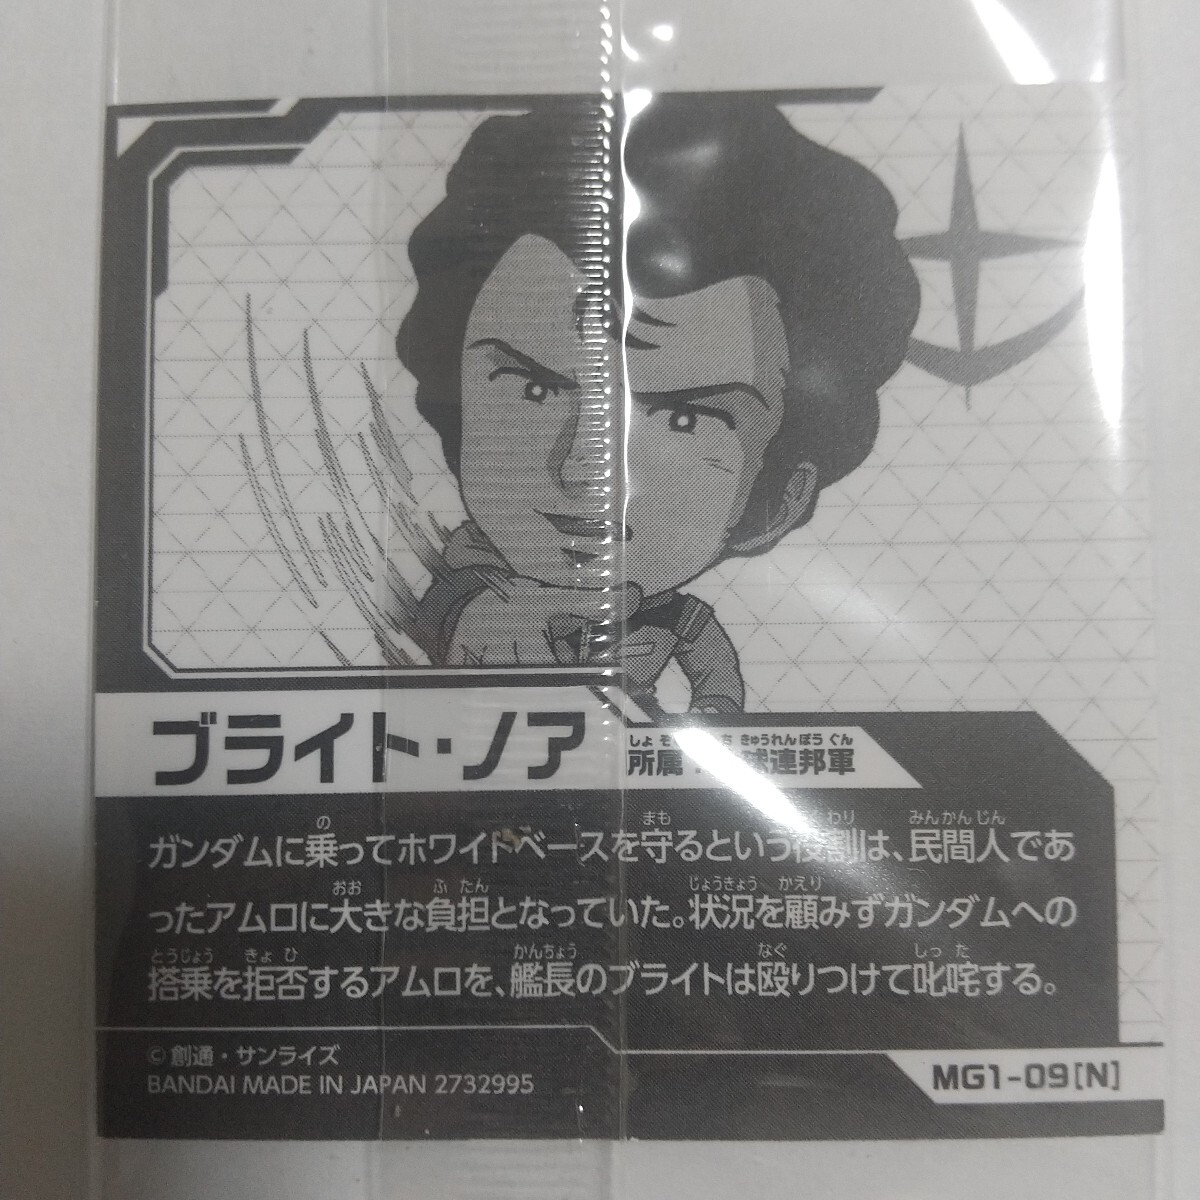 ブライト・ノア
所属： 球連邦軍
ガンダムに乗ってホワイトベースを守るという役割は、民間人であ
ったアムロに大きな負担となっていた。状況を顧みずガンダムへの
搭乗を拒否するアムロを、艦長のブライトは殴りつけて叱咤する。
©創通・サンライズ
BANDAI MADE IN JAPAN 2732995
MG1-09[N]